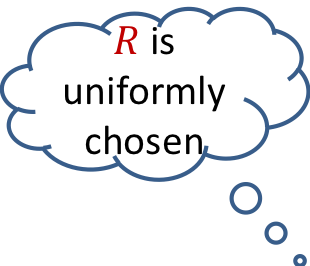 R is
uniformly
chosen